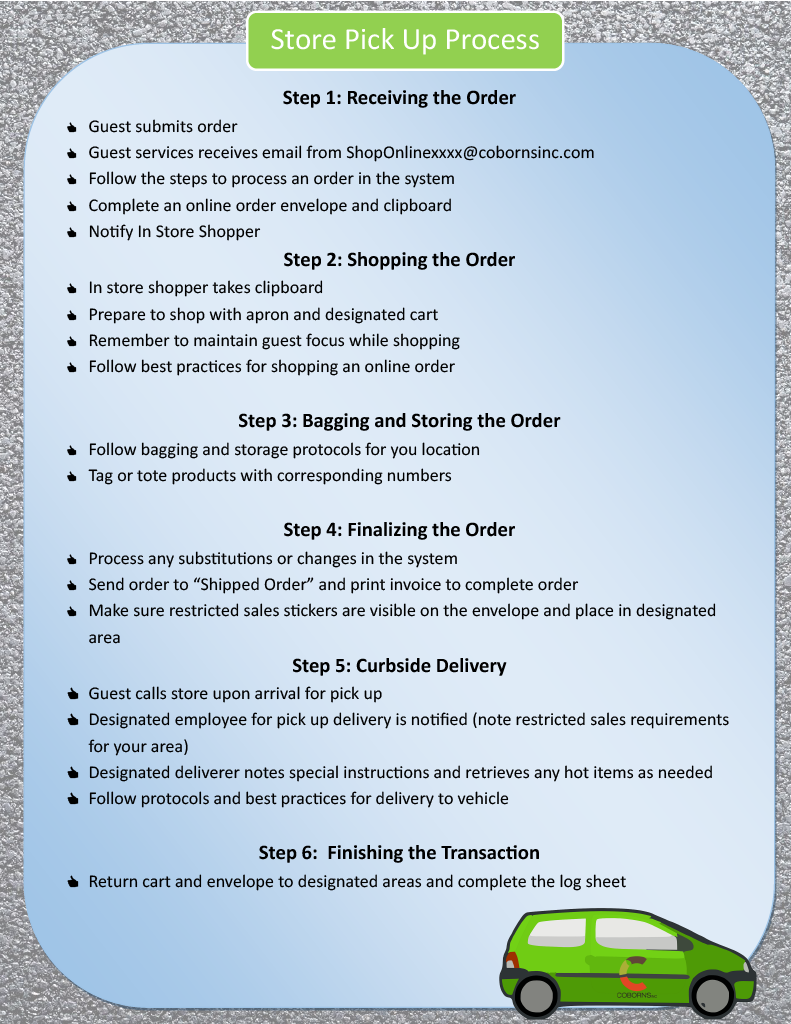 Store Pick Up Process
Step 1: Receiving the Order
Guest submits order
Guest services receives email from ShopOnlinexxxx@cobornsinc.com
Follow the steps to process an order in the system
Complete an online order envelope and clipboard
Notify In Store Shopper
Step 2: Shopping the Order
In store shopper takes clipboard
Prepare to shop with apron and designated cart
Remember to maintain guest focus while shopping
Follow best practices for shopping an online order
Step 3: Bagging and Storing the Order
Follow bagging and storage protocols for you location
Tag or tote products with corresponding numbers
Step 4: Finalizing the Order
Process any substitutions or changes in the system
Send order to “Shipped Order” and print invoice to complete order
Make sure restricted sales stickers are visible on the envelope and place in designated
area
Step 5: Curbside Delivery
Guest calls store upon arrival for pick up
Designated employee for pick up delivery is notified (note restricted sales requirements
for your area)
Designated deliverer notes special instructions and retrieves any hot items as needed
Follow protocols and best practices for delivery to vehicle
Step 6:  Finishing the Transaction
Return cart and envelope to designated areas and complete the log sheet
COBORNS